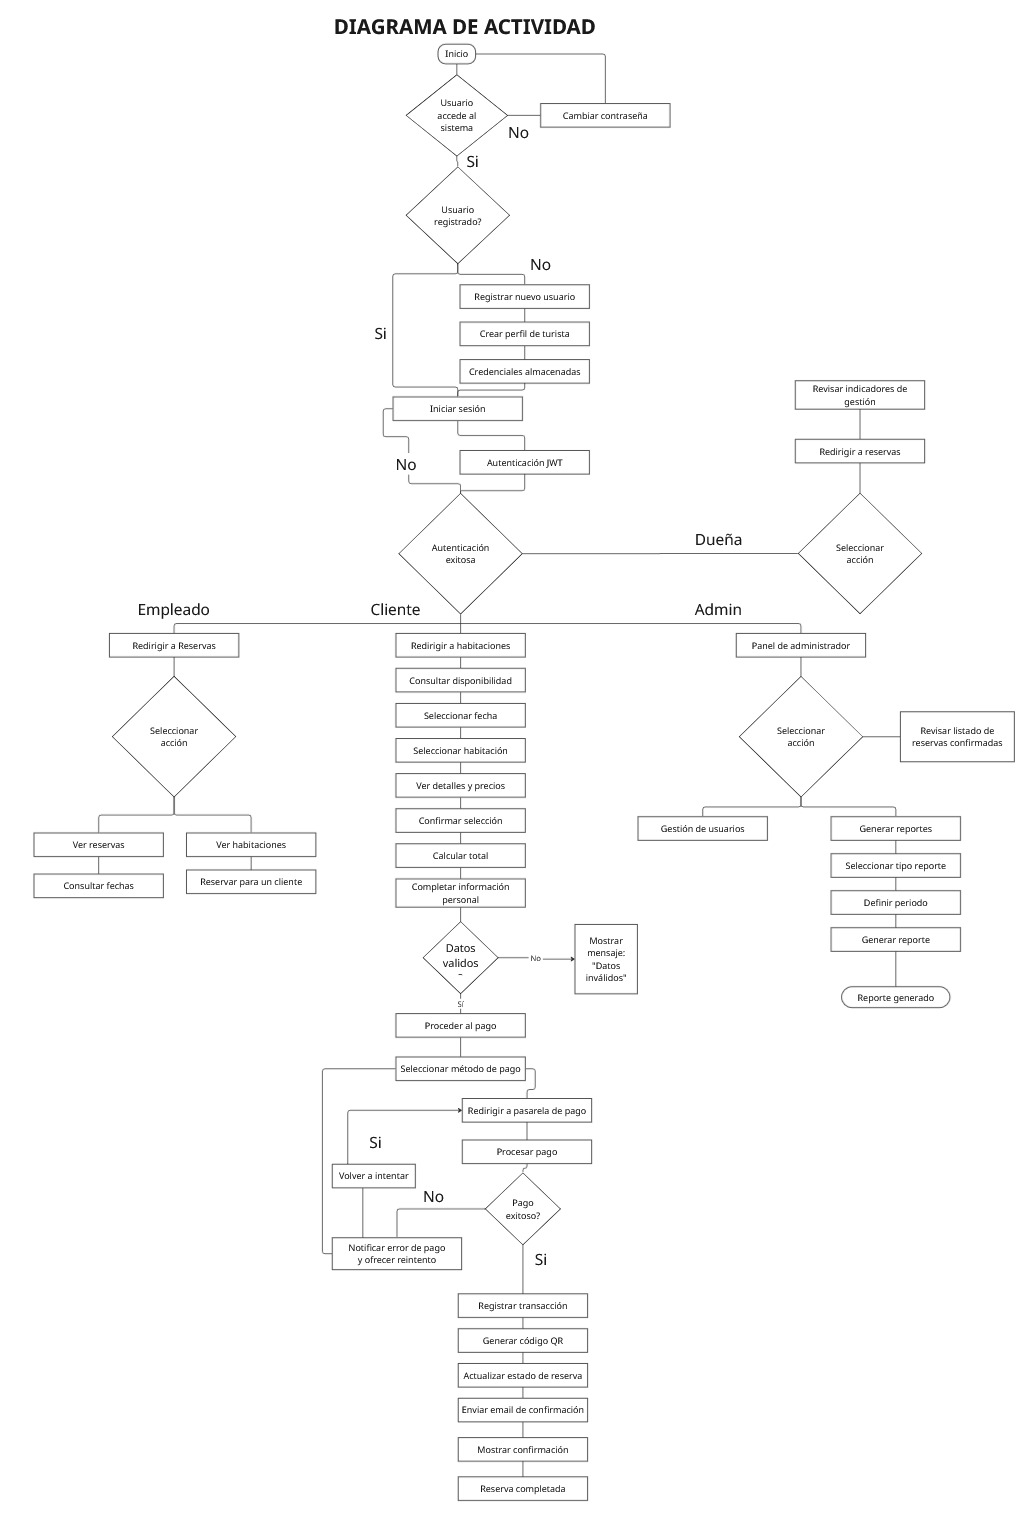 DIAGRAMA DE ACTIVIDAD
Inicio
Usuario
accede al
sistema
No
Cambiar contraseña
Si
Usuario
registrado?
No
Registrar nuevo usuario
Si
Crear perfil de turista
Credenciales almacenadas
Iniciar sesión
No
Autenticación JWT
Revisar indicadores de
gestión
Redirigir a reservas
Autenticación
exitosa
Dueña
Seleccionar
acción
Empleado
Cliente
Admin
Redirigir a Reservas
Seleccionar
acción
Ver reservas
Consultar fechas
Ver habitaciones
Reservar para un cliente
Redirigir a habitaciones
Consultar disponibilidad
Seleccionar fecha
Seleccionar habitación
Ver detalles y precios
Confirmar selección
Calcular total
Completar información
personal
Panel de administrador
Seleccionar
acción
Revisar listado de
reservas confirmadas
Gestión de usuarios
Generar reportes
Seleccionar tipo reporte
Definir periodo
Generar reporte
Reporte generado
Datos
validos
No
Mostrar
mensaje:
"Datos
inválidos"
Sí
Proceder al pago
Seleccionar método de pago
Redirigir a pasarela de pago
Si
Procesar pago
Volver a intentar
No
Pago
exitoso?
Notificar error de pago
y ofrecer reintento
Si
Registrar transacción
Generar código QR
Actualizar estado de reserva
Enviar email de confirmación
Mostrar confirmación
Reserva completada